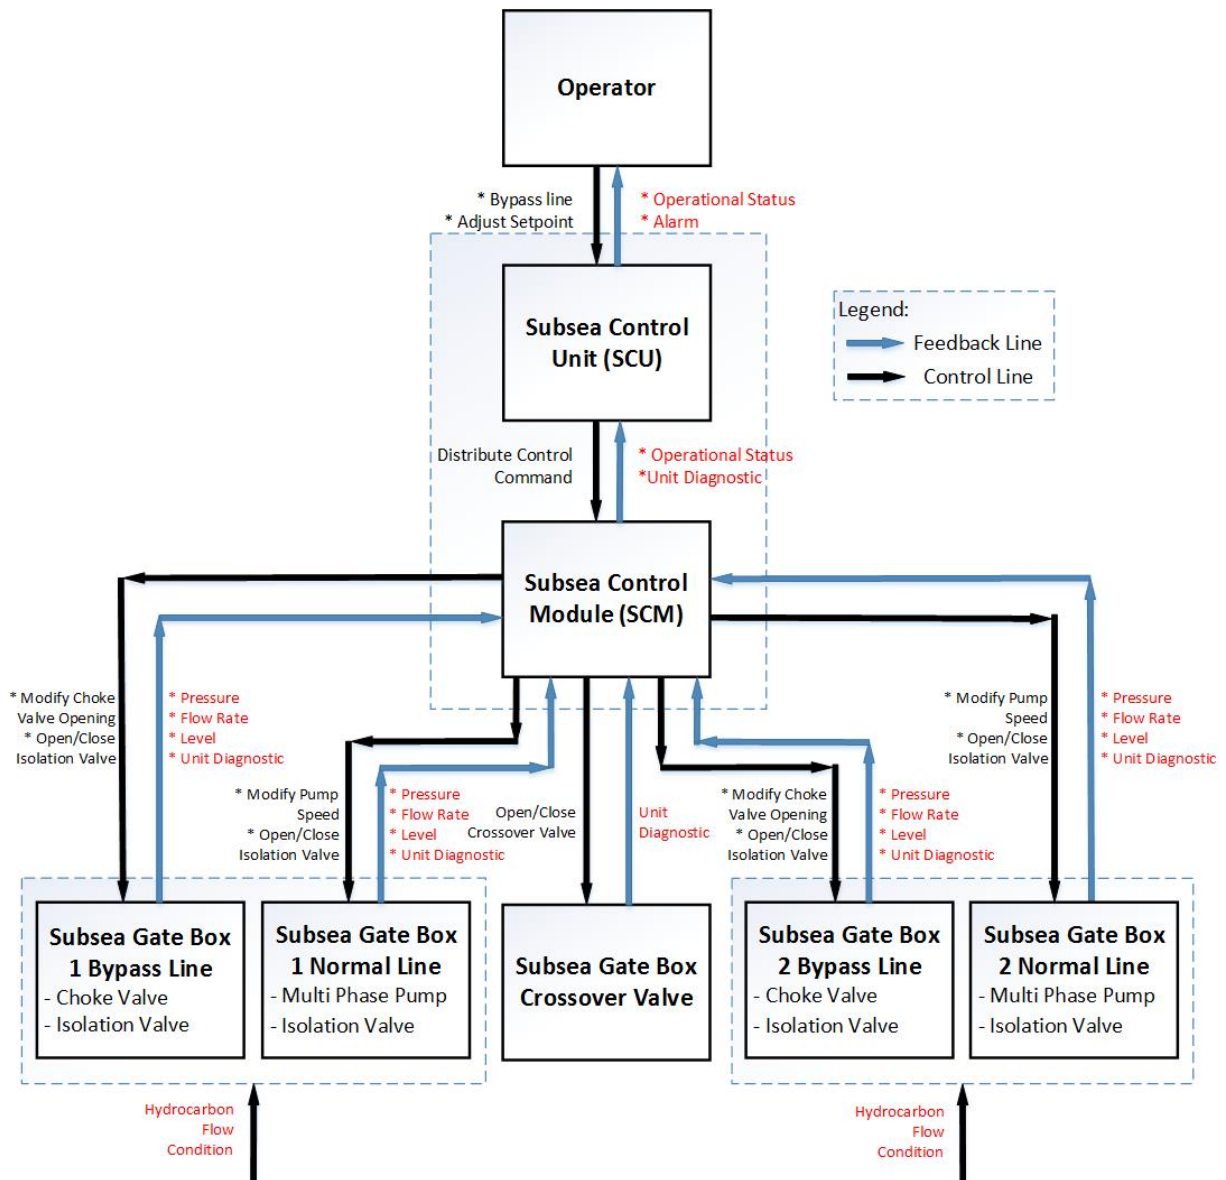 Operator
* Bypass line
* Adjust Setpoint
* Operational Status
* Alarm
Subsea Control
Unit (SCU)
Legend:
Feedback Line
Control Line
Distribute Control
Command
* Operational Status
*Unit Diagnostic
Subsea Control
Module (SCM)
* Modify Choke
Valve Opening
* Open/Close
Isolation Valve
* Pressure
* Flow Rate
* Level
* Unit Diagnostic
* Modify Pump
Speed
* Open/Close
Isolation Valve
* Pressure
* Flow Rate
* Level
* Unit Diagnostic
Open/Close
Crossover Valve
Unit
Diagnostic
* Modify Choke
Valve Opening
* Open/Close
Isolation Valve
* Pressure
* Flow Rate
* Level
* Unit Diagnostic
* Modify Pump
Speed
* Open/Close
Isolation Valve
* Pressure
* Flow Rate
* Level
* Unit Diagnostic
Subsea Gate Box
1 Bypass Line
- Choke Valve
- Isolation Valve
Subsea Gate Box
1 Normal Line
- Multi Phase Pump
- Isolation Valve
Subsea Gate Box
Crossover Valve
Subsea Gate Box
2 Bypass Line
- Choke Valve
- Isolation Valve
Subsea Gate Box
2 Normal Line
- Multi Phase Pump
- Isolation Valve
Hydrocarbon
Flow
Condition
Hydrocarbon
Flow
Condition